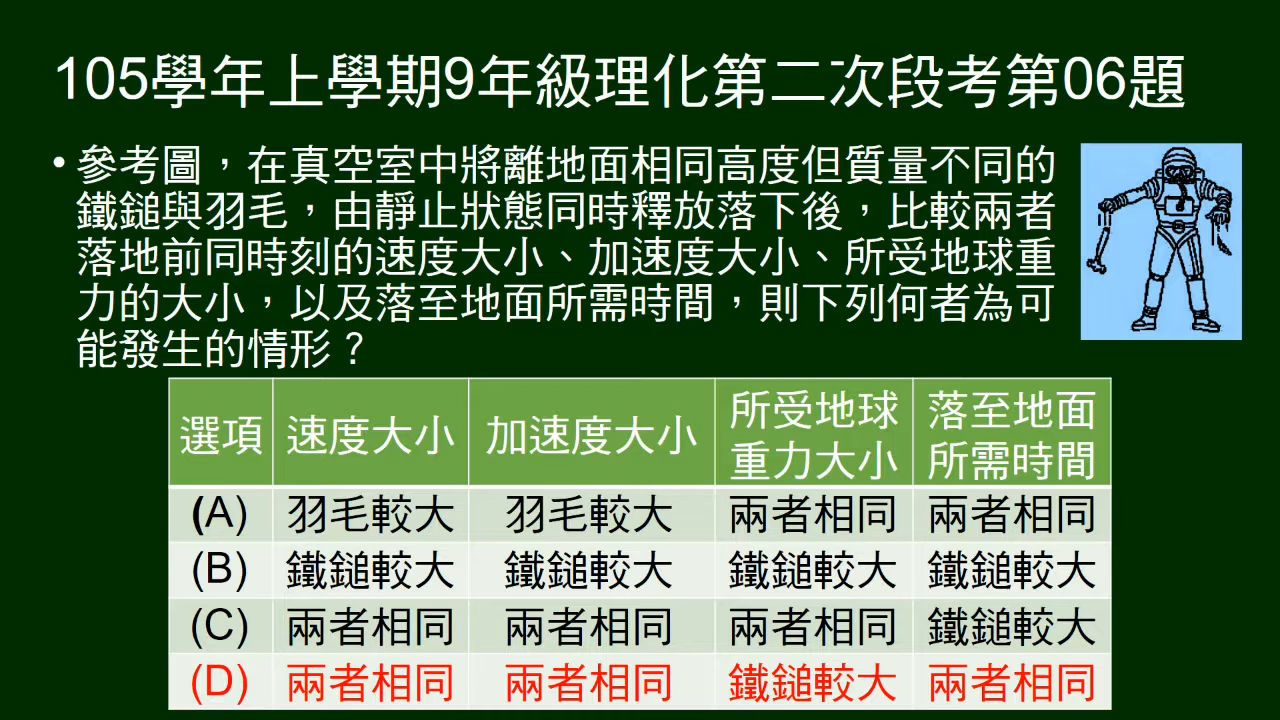 105學年上學期9年級理化第二次段考第06題
• 參考圖，在真空室中將離地面相同高度但質量不同的
鐵鎚與羽毛，由靜止狀態同時釋放落下後，比較兩者
落地前同時刻的速度大小、加速度大小、所受地球重
力的大小，以及落至地面所需時間，則下列何者為可
能發生的情形？
選項 速度大小 加速度大小 所受地球重力大小 落至地面所需時間
(A) 羽毛較大 羽毛較大 兩者相同 兩者相同
(B) 鐵鎚較大 鐵鎚較大 鐵鎚較大 鐵鎚較大
(C) 兩者相同 兩者相同 兩者相同 鐵鎚較大
(D) 兩者相同 兩者相同 鐵鎚較大 兩者相同